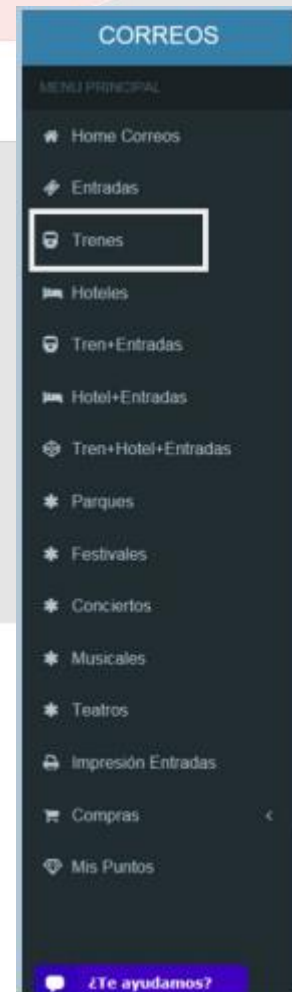 CORREOS
MENU PRINCIPAL
Home Correos
Entradas
Trenes
Hoteles
Tren+Entradas
Hotel+Entradas
Tren+Hotel+Entradas
Parques
Festivales
Conciertos
Musicales
Teatros
Impresión Entradas
Compras
Mis Puntos
¿Te ayudamos?